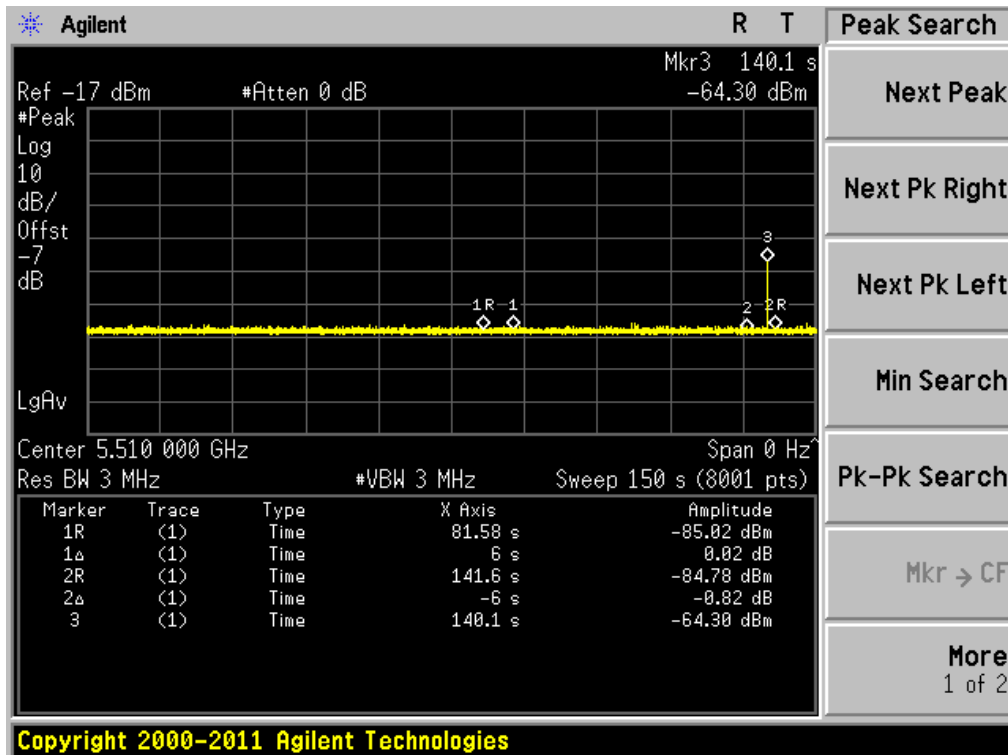 Agilent R T
Peak Search
Mkr3 140.1 s
Ref -17 dBm #Atten 0 dB -64.30 dBm
#Peak
Log
10
dB/
Offst
-7
dB
3
1R 1 2 2R
LgAv
Center 5.510 000 GHz Span 0 Hz^
Res BW 3 MHz #VBW 3 MHz Sweep 150 s (8001 pts)
Marker Trace Type X Axis Amplitude
1R (1) Time 81.58 s -85.02 dBm
1Δ (1) Time 6 s 0.02 dB
2R (1) Time 141.6 s -84.78 dBm
2Δ (1) Time -6 s -0.82 dB
3 (1) Time 140.1 s -64.30 dBm
Next Peak
Next Pk Right
Next Pk Left
Min Search
Pk-Pk Search
Mkr → CF
More
1 of 2
Copyright 2000-2011 Agilent Technologies